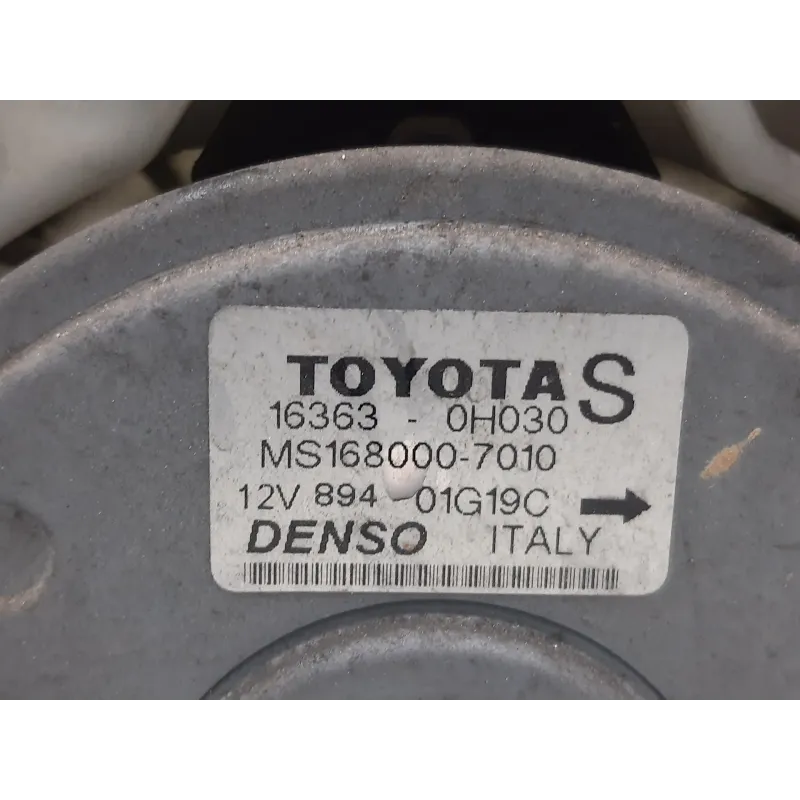 TOYOTA S
16363 - 0H030
MS168000-7010
12V 894 01G19C
DENSO ITALY